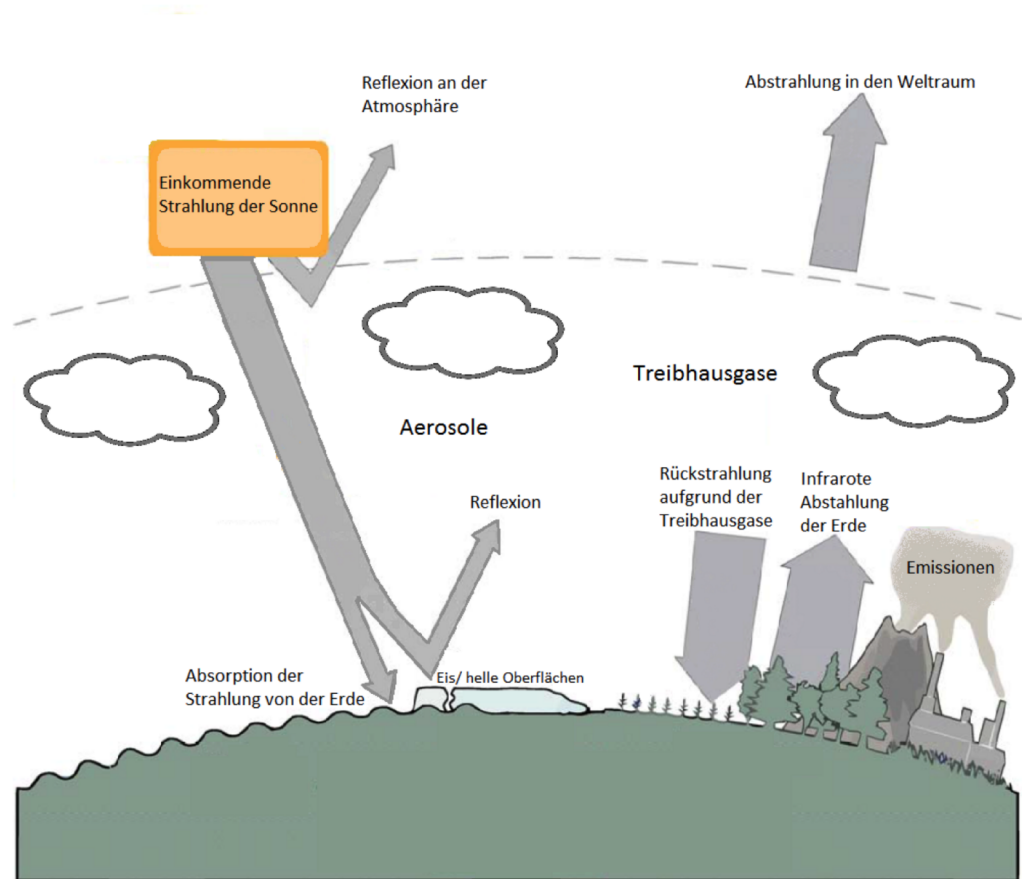 Reflexion an der
Atmosphäre
Abstrahlung in den Weltraum
Einkommende
Strahlung der Sonne
Treibhausgase
Aerosole
Rückstrahlung
aufgrund der
Treibhausgase
Infrarote
Abstahlung
der Erde
Reflexion
Emissionen
Absorption der
Strahlung von der Erde
Eis/ helle Oberflächen